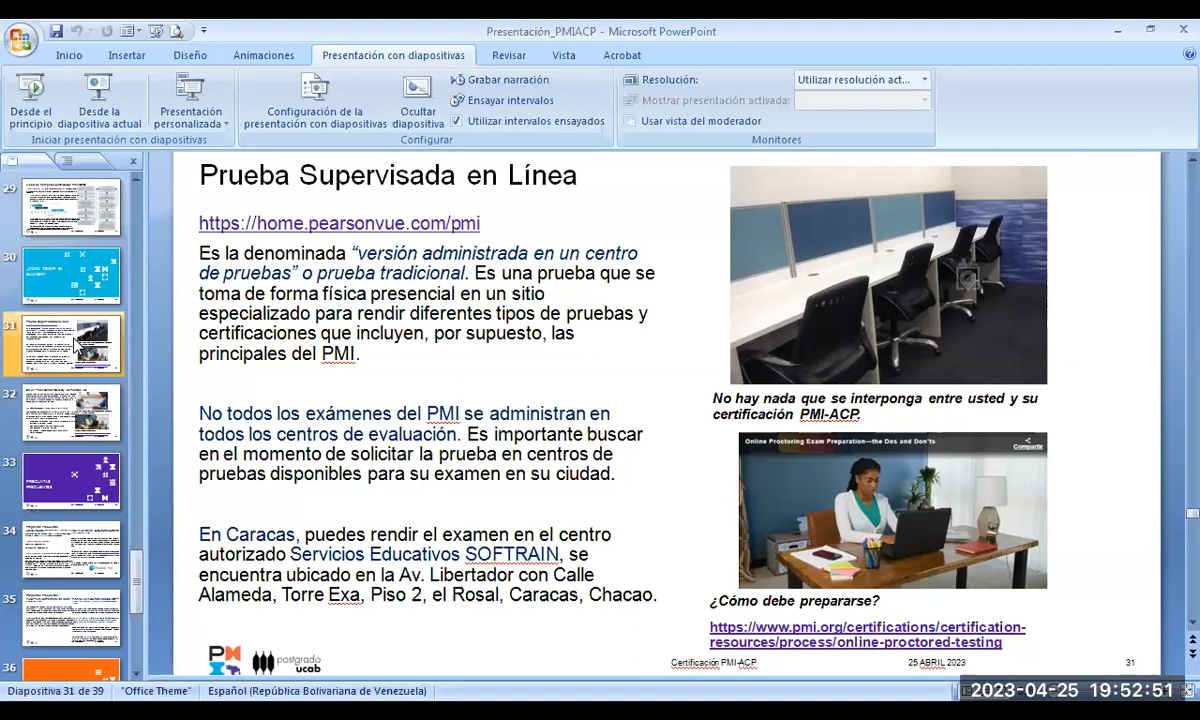 Presentación_PMIACP - Microsoft PowerPoint
Inicio Insertar Diseño Animaciones Presentación con diapositivas Revisar Vista Acrobat
Desde el principio
Desde la diapositiva actual
Presentación personalizada
Iniciar presentación con diapositivas
Configuración de la presentación con diapositivas
Ocultar diapositiva
Grabar narración
Ensayar intervalos
Utilizar intervalos ensayados
Configurar
Resolución: Utilizar resolución act...
Mostrar presentación activada:
Usar vista del moderador
Monitores
29
30
31
32
33
PREGUNTAS
FRECUENTES
34
35
36
Prueba Supervisada en Línea
https://home.pearsonvue.com/pmi
Es la denominada “versión administrada en un centro
de pruebas” o prueba tradicional. Es una prueba que se
toma de forma física presencial en un sitio
especializado para rendir diferentes tipos de pruebas y
certificaciones que incluyen, por supuesto, las
principales del PMI.
No todos los exámenes del PMI se administran en
todos los centros de evaluación. Es importante buscar
en el momento de solicitar la prueba en centros de
pruebas disponibles para su examen en su ciudad.
En Caracas, puedes rendir el examen en el centro
autorizado Servicios Educativos SOFTRAIN, se
encuentra ubicado en la Av. Libertador con Calle
Alameda, Torre Exa, Piso 2, el Rosal, Caracas, Chacao.
No hay nada que se interponga entre usted y su
certificación PMI-ACP.
Online Proctoring Exam Preparation—the Dos and Don'ts
Compartir
¿Cómo debe prepararse?
https://www.pmi.org/certifications/certification-
resources/process/online-proctored-testing
PM
postgrado
ucab
Certificación PMI-ACP 25 ABRIL 2023 31
Diapositiva 31 de 39 "Office Theme" Español (República Bolivariana de Venezuela)
2023-04-25 19:52:51